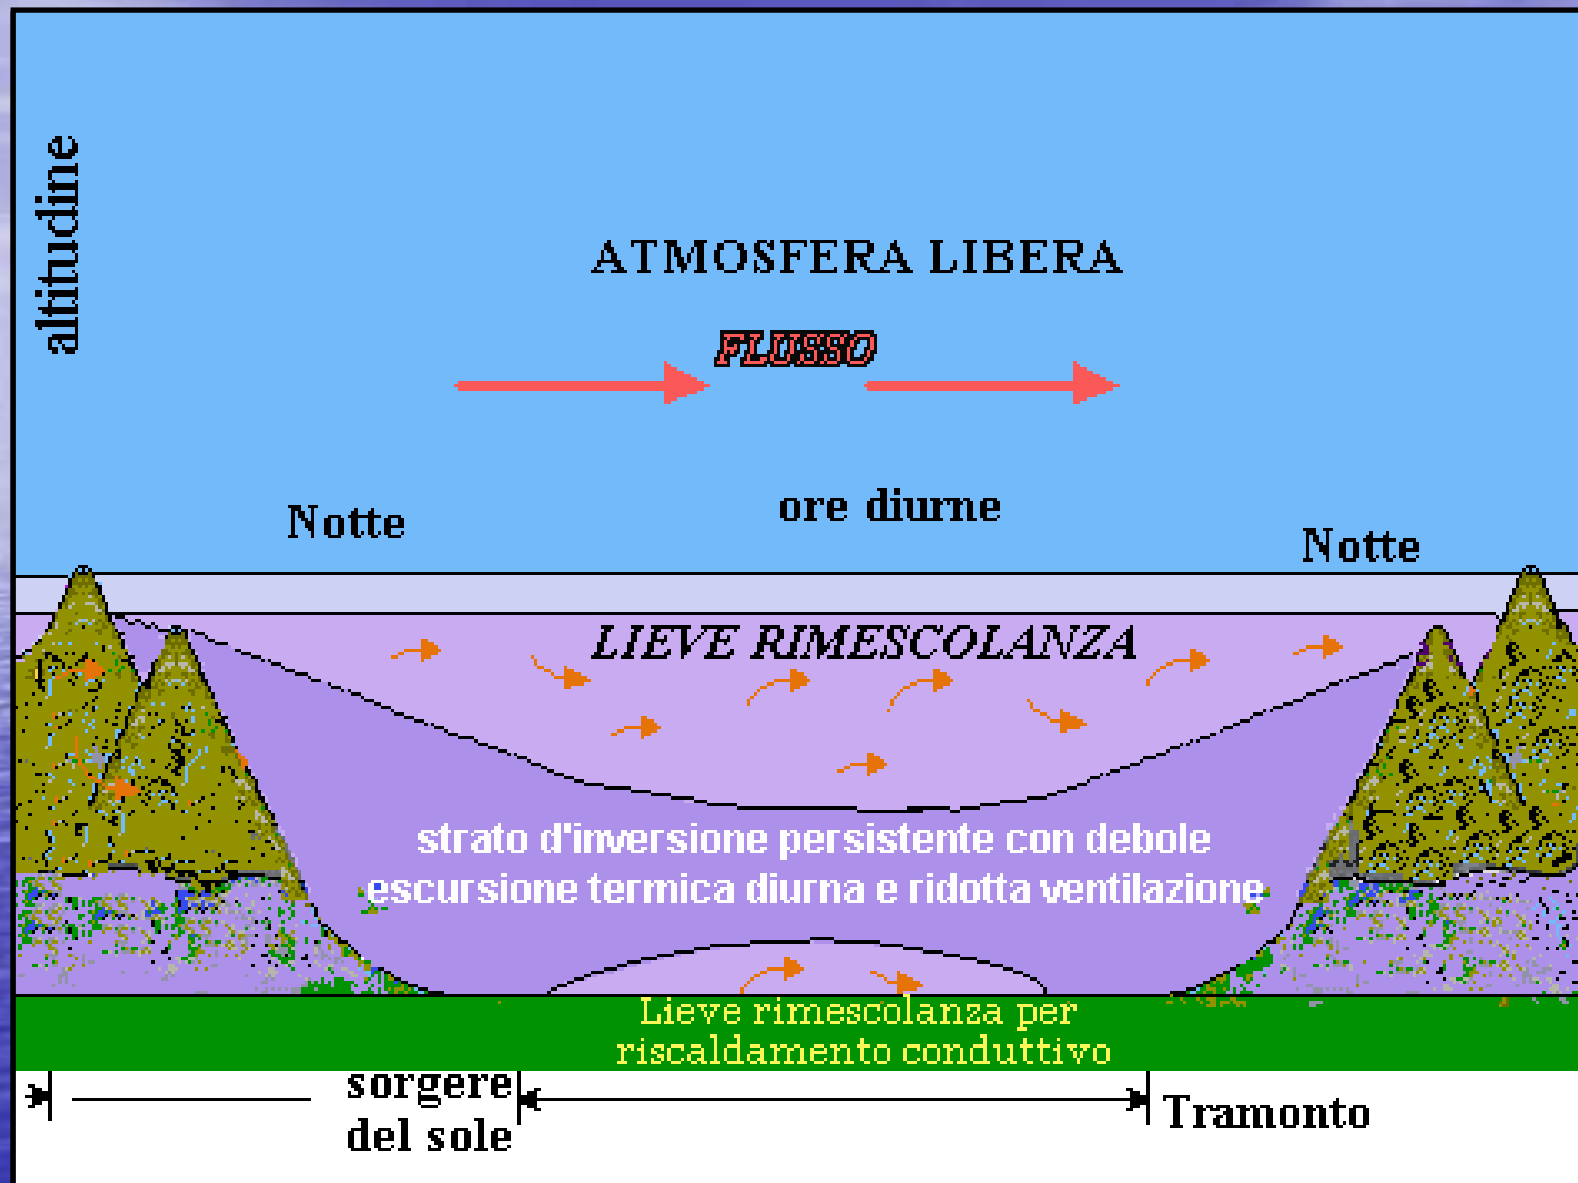 altitudine
ATMOSFERA LIBERA
FLUSSO
Notte
ore diurne
Notte
LIEVE RIMESCOLANZA
strato d'inversione persistente con debole
escursione termica diurna e ridotta ventilazione
Lieve rimescolanza per
riscaldamento conduttivo
sorgere
del sole
Tramonto